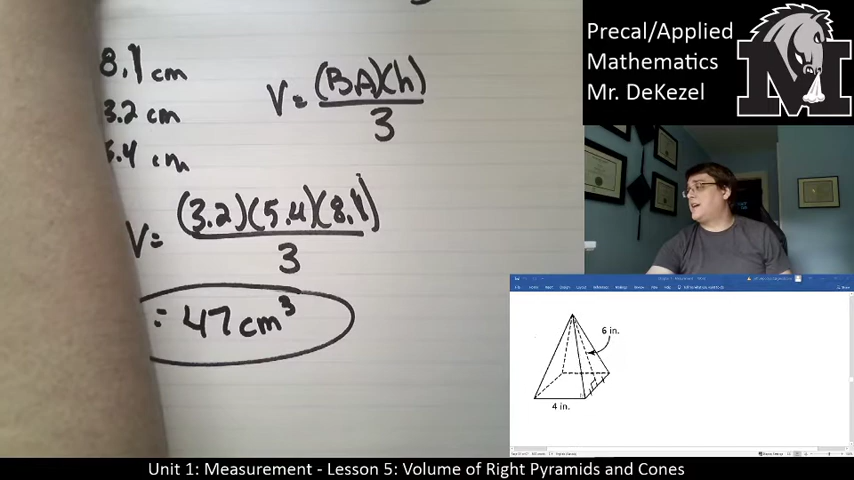 8.1 cm
3.2 cm
5.4 cm
V = (BA)(h)
3
V = (3.2)(5.4)(8.1)
3
= 47 cm³
Precal/Applied
Mathematics
Mr. DeKezel
6 in.
4 in.
Unit 1: Measurement - Lesson 5: Volume of Right Pyramids and Cones